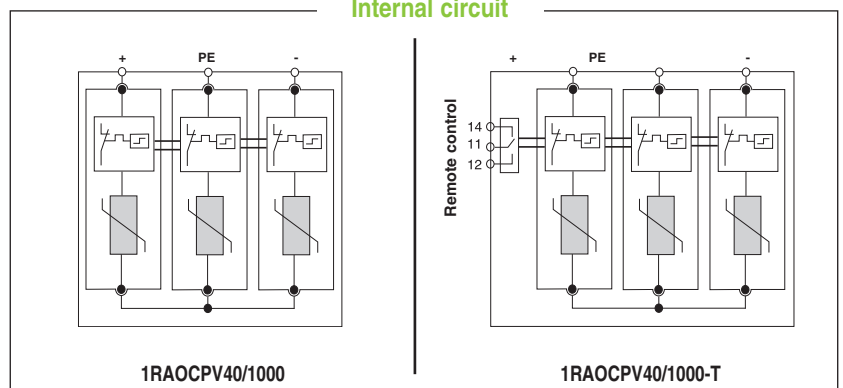 Internal circuit
+ PE -
+ PE -
Remote control
14
11
12
1RAOCPV40/1000
1RAOCPV40/1000-T